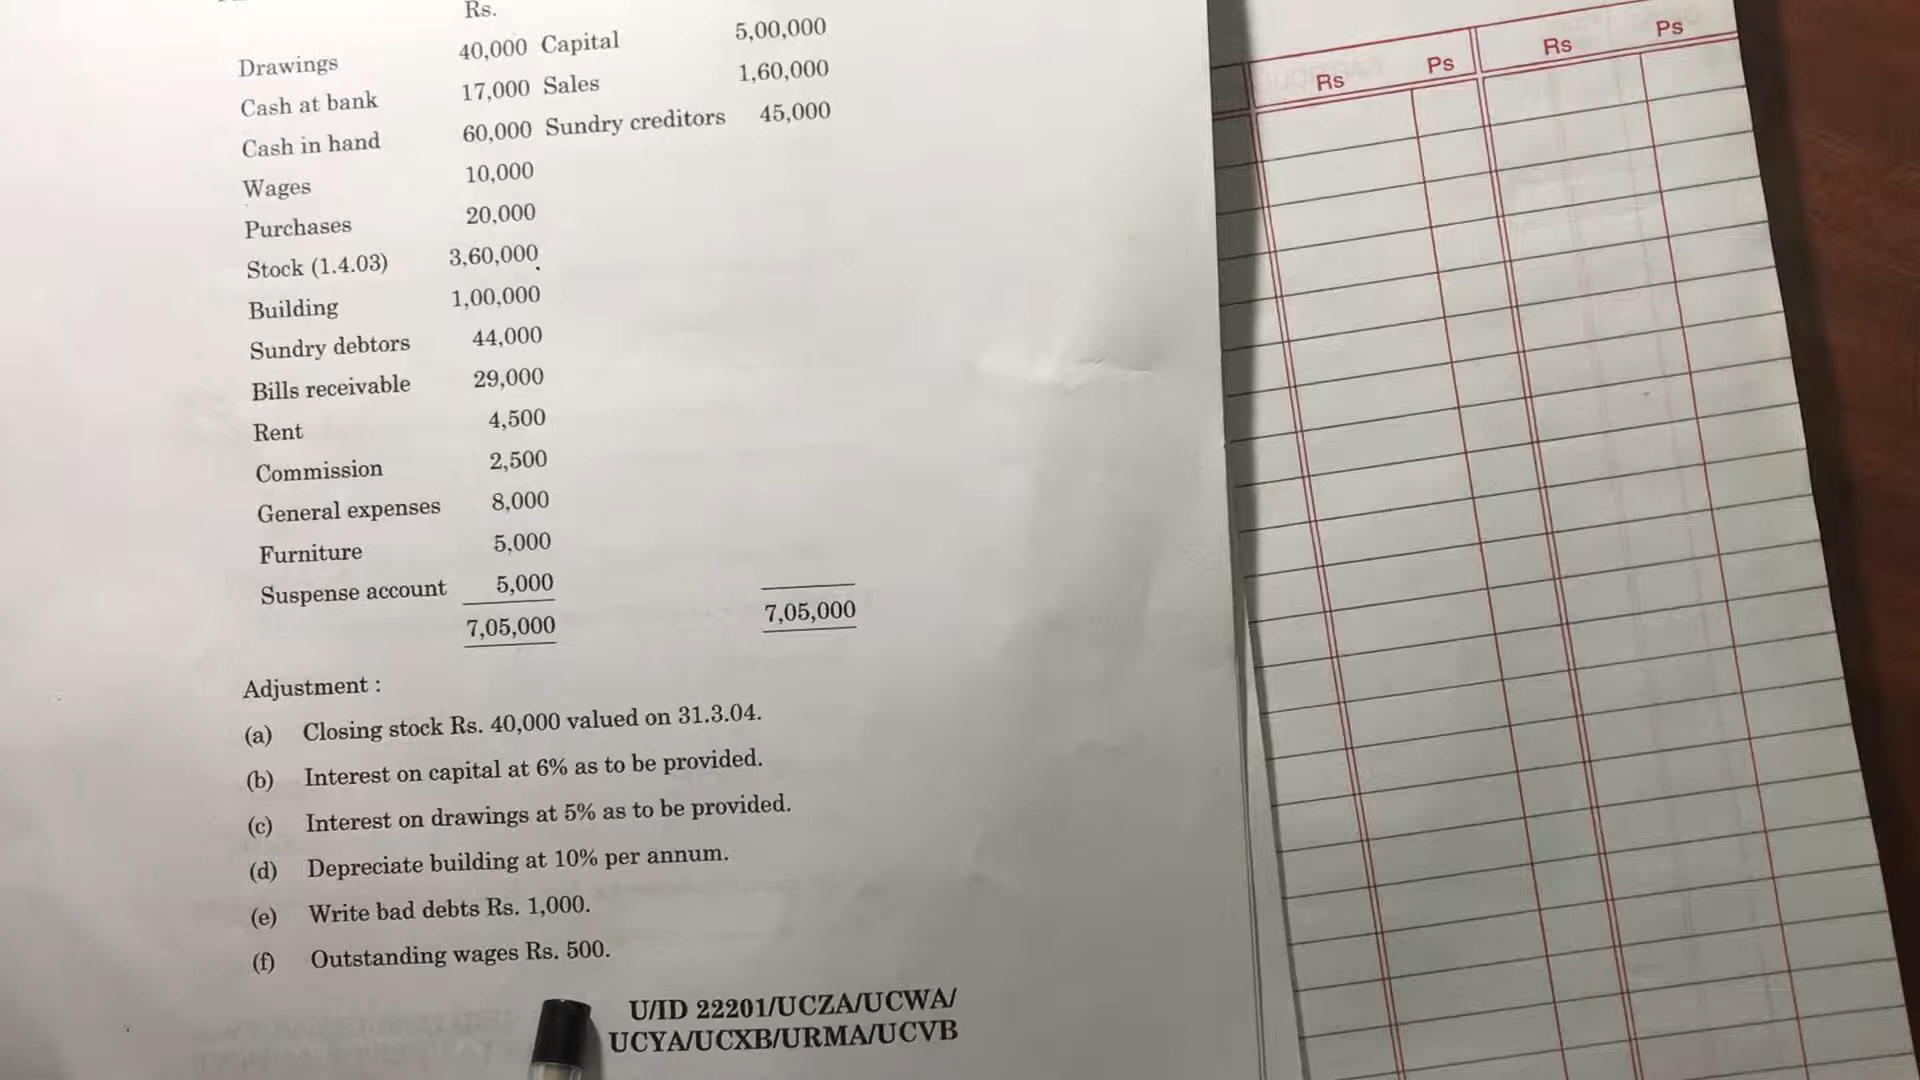 Rs.
Drawings 40,000 Capital 5,00,000
Cash at bank 17,000 Sales 1,60,000
Cash in hand 60,000 Sundry creditors 45,000
Wages 10,000
Purchases 20,000
Stock (1.4.03) 3,60,000
Building 1,00,000
Sundry debtors 44,000
Bills receivable 29,000
Rent 4,500
Commission 2,500
General expenses 8,000
Furniture 5,000
Suspense account 5,000
7,05,000 7,05,000
Adjustment :
(a) Closing stock Rs. 40,000 valued on 31.3.04.
(b) Interest on capital at 6% as to be provided.
(c) Interest on drawings at 5% as to be provided.
(d) Depreciate building at 10% per annum.
(e) Write bad debts Rs. 1,000.
(f) Outstanding wages Rs. 500.
U/ID 22201/UCZA/UCWA/
UCYA/UCXB/URMA/UCVB
Rs Ps Rs Ps